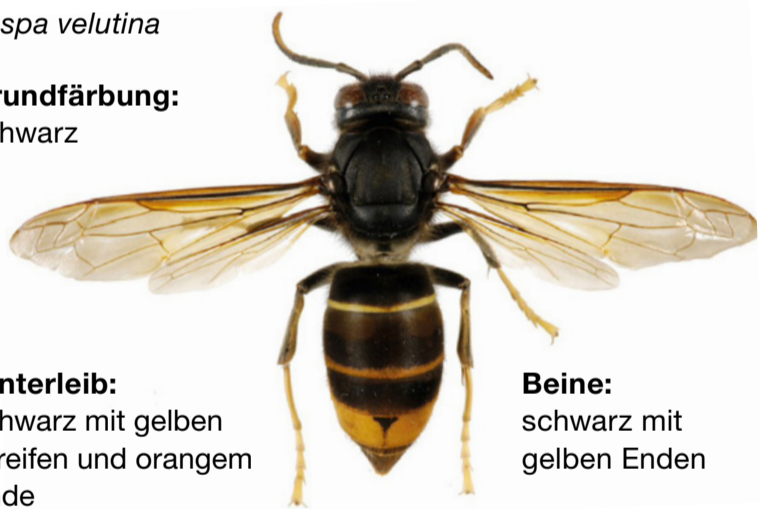 spa velutina
rundfärbung:
hwarz
nterleib:
hwarz mit gelben
reifen und orangem
de
Beine:
schwarz mit
gelben Enden